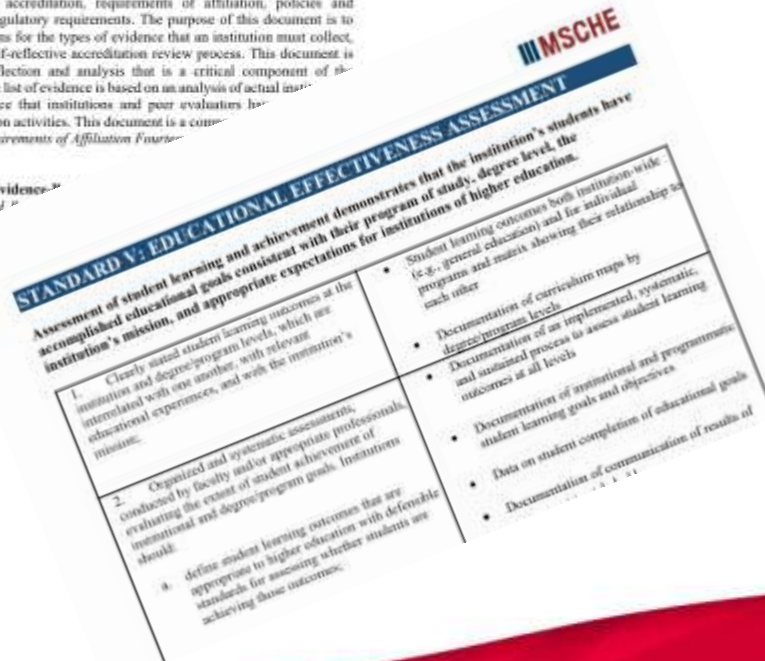 accreditation, requirements of affiliation, policies and
gulatory requirements. The purpose of this document is to
ns for the types of evidence that an institution must collect,
f-reflective accreditation review process. This document is
lection and analysis that is a critical component of the
list of evidence is based on an analysis of actual
ce that institutions and peer evaluators
on activities. This document is a
irements of Affiliation
MSCHE
STANDARD V: EDUCATIONAL EFFECTIVENESS ASSESSMENT
Assessment of student learning and achievement demonstrates that the institution's students have
accomplished educational goals consistent with their program of study, degree level, the
institution's mission, and appropriate expectations for institutions of higher education.
1. Clearly stated student learning outcomes at the
institution and degree/program levels, which are
interrelated with one another, with relevant
educational experiences, and with the institution's
mission;
• Student learning outcomes both institution-wide
(e.g., general education) and for individual
programs and matrix showing their relationship to
each other
• Documentation of curriculum maps by
degree/program levels
2. Organized and systematic assessments,
conducted by faculty and/or appropriate professionals,
evaluating the extent of student achievement of
institutional and degree/program goals. Institutions
should:
a. define student learning outcomes that are
appropriate to higher education with defensible
standards for assessing whether students are
achieving those outcomes;
• Documentation of an implemented, systematic,
and sustained process to assess student learning
outcomes at all levels
• Documentation of institutional and programmatic
student learning goals and objectives
• Data on student completion of educational goals
• Documentation of communication of results of